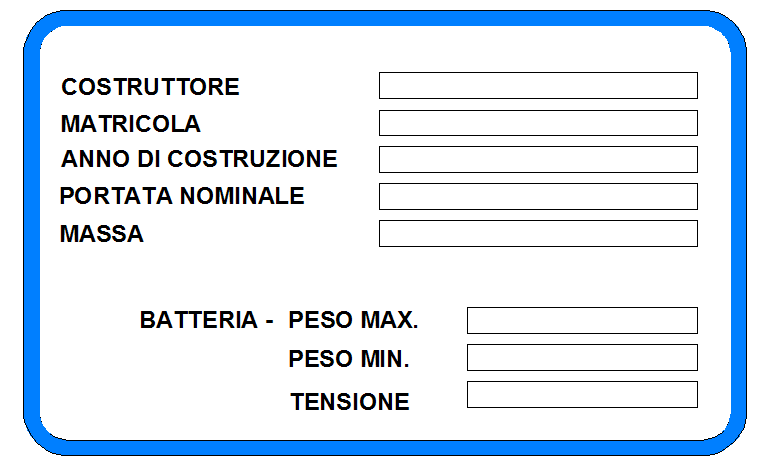 COSTRUTTORE
MATRICOLA
ANNO DI COSTRUZIONE
PORTATA NOMINALE
MASSA
BATTERIA - PESO MAX.
PESO MIN.
TENSIONE